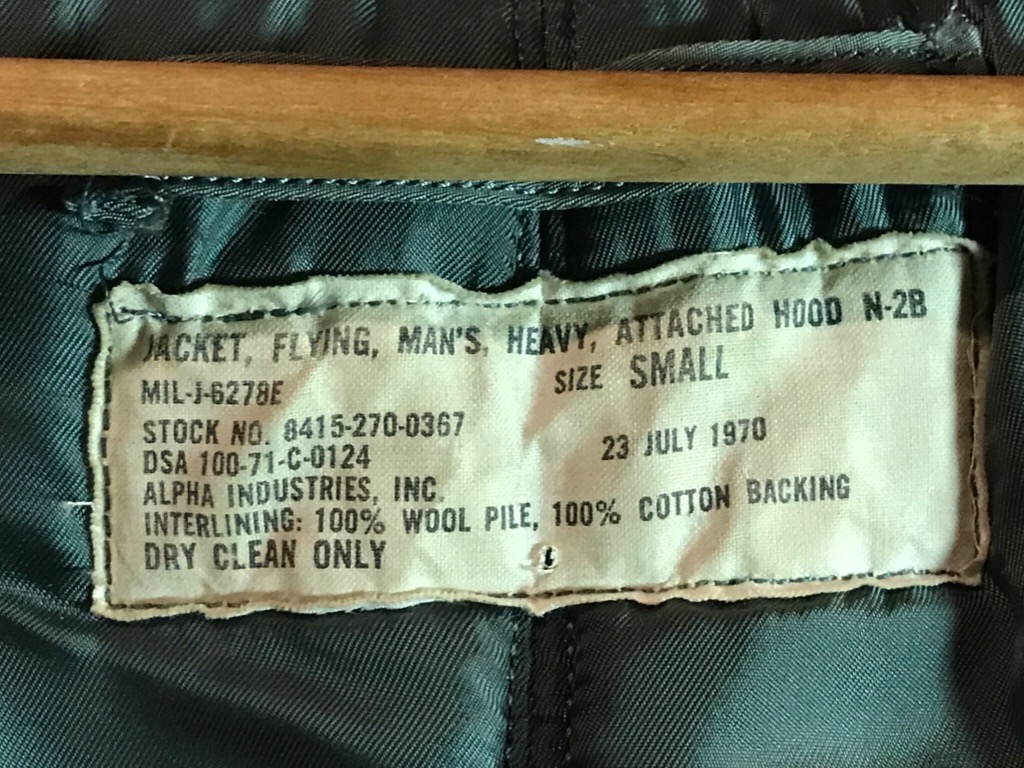 JACKET, FLYING, MAN'S, HEAVY, ATTACHED HOOD N-2B
MIL-J-6278E SIZE SMALL
STOCK NO. 8415-270-0367
DSA 100-71-C-0124 23 JULY 1970
ALPHA INDUSTRIES, INC.
INTERLINING: 100% WOOL PILE, 100% COTTON BACKING
DRY CLEAN ONLY